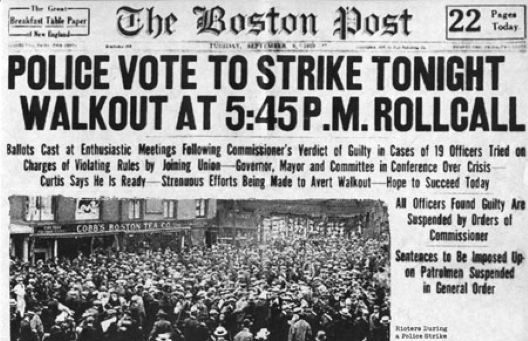 The Great
Breakfast Table Paper
of New England
The Boston Post
22 Pages
Today
TUESDAY, SEPTEMBER
POLICE VOTE TO STRIKE TONIGHT
WALKOUT AT 5:45 P.M. ROLLCALL
Ballots Cast at Enthusiastic Meetings Following Commissioner's Verdict of Guilty in Cases of 19 Officers Tried on
Charges of Violating Rules by Joining Union—Governor, Mayor and Committee in Conference Over Crisis—
Curtis Says He Is Ready—Strenuous Efforts Being Made to Avert Walkout—Hope to Succeed Today
COBB'S BOSTON TEA CO.
All Officers Found Guilty Are
Suspended by Orders of
Commissioner
Sentences to Be Imposed Up-
on Patrolmen Suspended
in General Order
Rioters During
a Police Strike